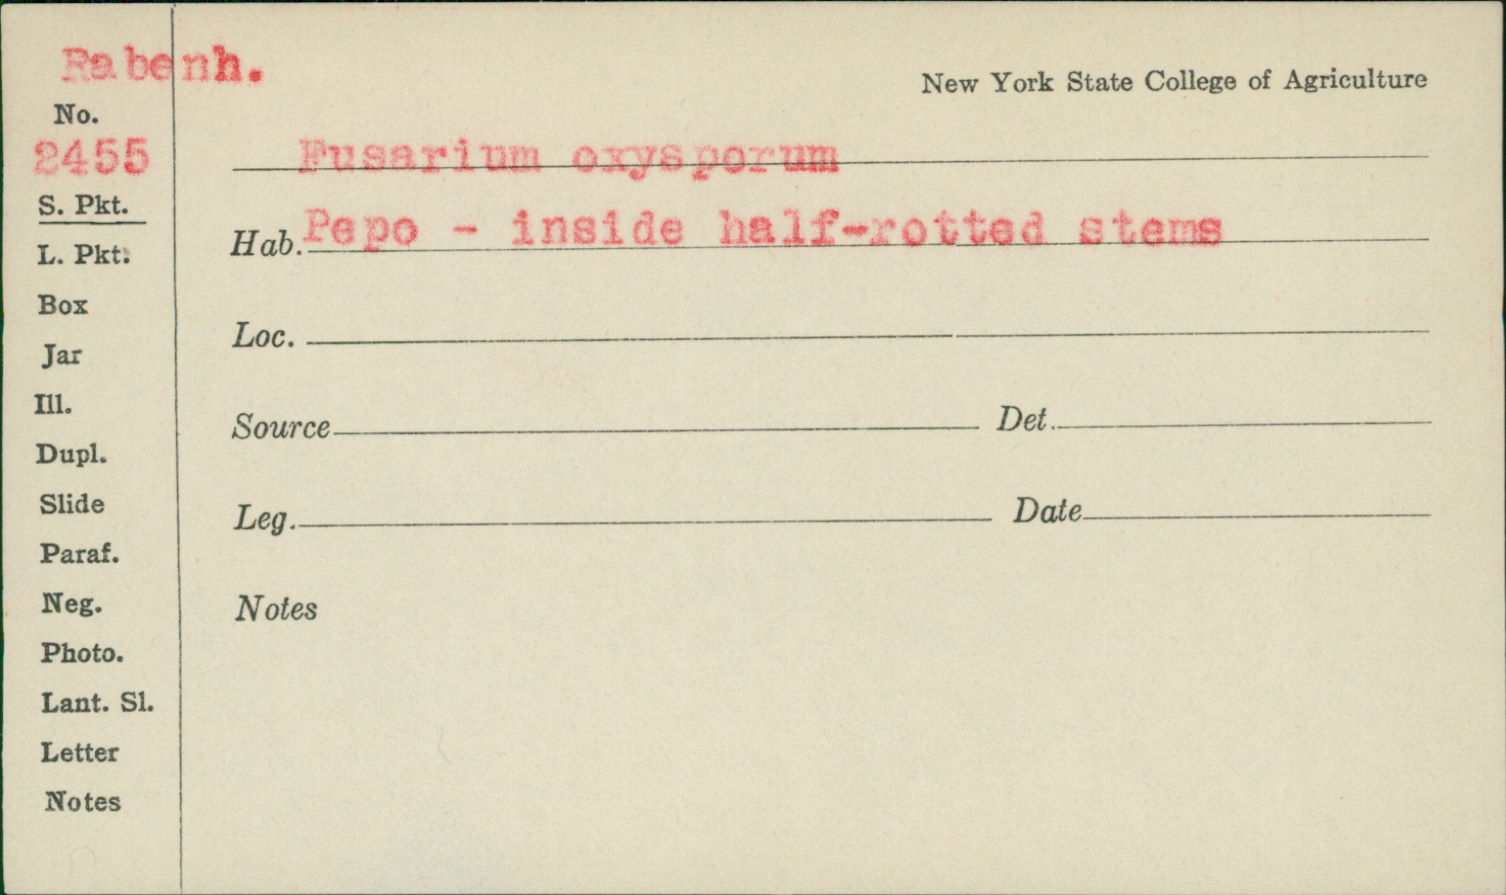 Rabenh.
New York State College of Agriculture
No.
2455
Fusarium oxysporum
S. Pkt.
Hab. Pepo - inside half-rotted stems
L. Pkt.
Box
Loc.
Jar
Ill.
Source Det.
Dupl.
Slide
Leg. Date
Paraf.
Neg.
Notes
Photo.
Lant. Sl.
Letter
Notes